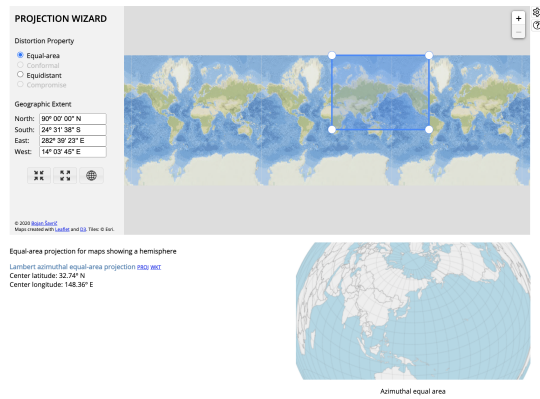 PROJECTION WIZARD
Distortion Property
Equal-area
Conformal
Equidistant
Compromise
Geographic Extent
North: 90° 00' 00" N
South: 24° 31' 38" S
East: 282° 39' 23" E
West: 14° 03' 45" E
© 2020 Bojan Šavrič
Maps created with Leaflet and D3. Tiles: © Esri.
+
−
Equal-area projection for maps showing a hemisphere
Lambert azimuthal equal-area projection PROJ WKT
Center latitude: 32.74° N
Center longitude: 148.36° E
Azimuthal equal area